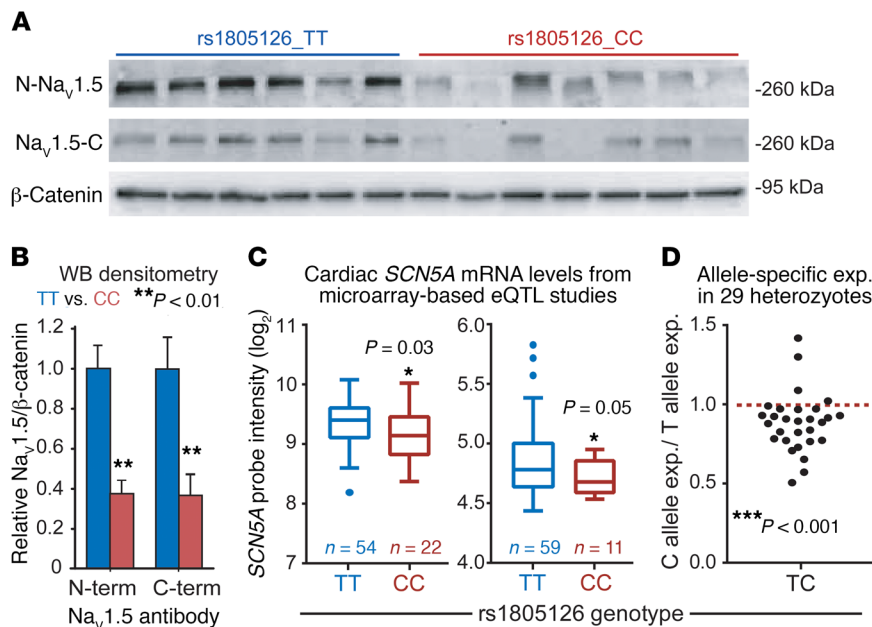 A
rs1805126_TT
rs1805126_CC
N-NaV1.5
-260 kDa
NaV1.5-C
-260 kDa
β-Catenin
-95 kDa
B
WB densitometry
TT vs. CC **P < 0.01
Relative NaV1.5/β-catenin
1.2
1.0
0.8
0.6
0.4
0.2
0
**
**
N-term
C-term
NaV1.5 antibody
C
Cardiac SCN5A mRNA levels from
microarray-based eQTL studies
SCN5A probe intensity (log2)
11
10
9
8
7
P = 0.03
*
n = 54
n = 22
TT
CC
6.0
5.5
5.0
4.5
4.0
P = 0.05
*
n = 59
n = 11
TT
CC
rs1805126 genotype
D
Allele-specific exp.
in 29 heterozyotes
C allele exp./ T allele exp.
1.5
1.0
0.5
0.0
***P < 0.001
TC